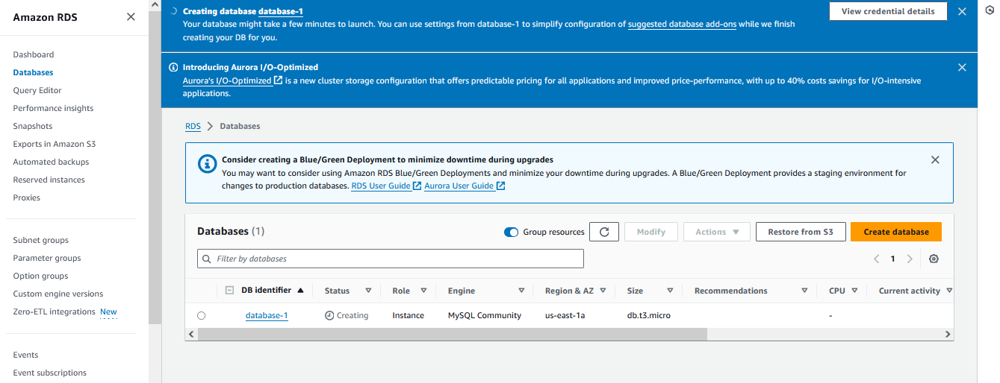 Amazon RDS
Dashboard
Databases
Query Editor
Performance insights
Snapshots
Exports in Amazon S3
Automated backups
Reserved instances
Proxies
Subnet groups
Parameter groups
Option groups
Custom engine versions
Zero-ETL integrations New
Events
Event subscriptions
Creating database database-1
Your database might take a few minutes to launch. You can use settings from database-1 to simplify configuration of suggested database add-ons while we finish
creating your DB for you.
View credential details
Introducing Aurora I/O-Optimized
Aurora's I/O-Optimized is a new cluster storage configuration that offers predictable pricing for all applications and improved price-performance, with up to 40% costs savings for I/O-intensive
applications.
RDS > Databases
Consider creating a Blue/Green Deployment to minimize downtime during upgrades
You may want to consider using Amazon RDS Blue/Green Deployments and minimize your downtime during upgrades. A Blue/Green Deployment provides a staging environment for
changes to production databases. RDS User Guide Aurora User Guide
Databases (1)
Group resources
Modify
Actions
Restore from S3
Create database
Filter by databases
1
DB identifier Status Role Engine Region & AZ Size Recommendations CPU Current activity
database-1 Creating Instance MySQL Community us-east-1a db.t3.micro -